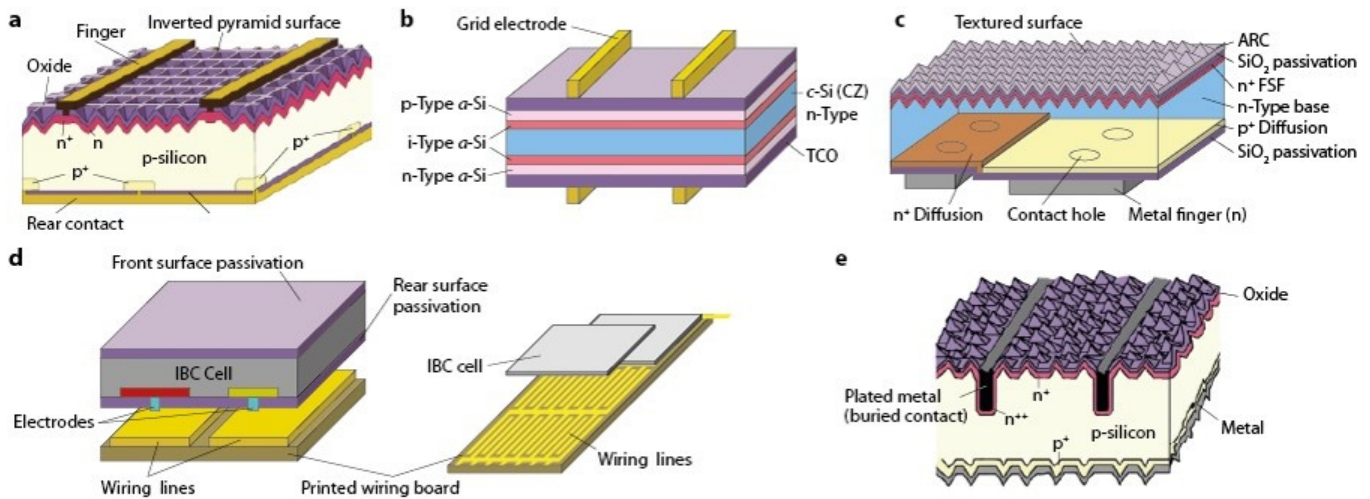 a
Inverted pyramid surface
Finger
Oxide
n⁺
n
p-silicon
p⁺
p⁺
Rear contact
b
Grid electrode
p-Type a-Si
i-Type a-Si
n-Type a-Si
c-Si (CZ)
n-Type
TCO
c
Textured surface
ARC
SiO₂ passivation
n⁺ FSF
n-Type base
p⁺ Diffusion
SiO₂ passivation
n⁺ Diffusion
Contact hole
Metal finger (n)
d
Front surface passivation
Rear surface
passivation
IBC Cell
Electrodes
Wiring lines
Printed wiring board
IBC cell
Wiring lines
e
Oxide
Plated metal
(buried contact)
n⁺
n⁺⁺
p-silicon
p⁺
Metal